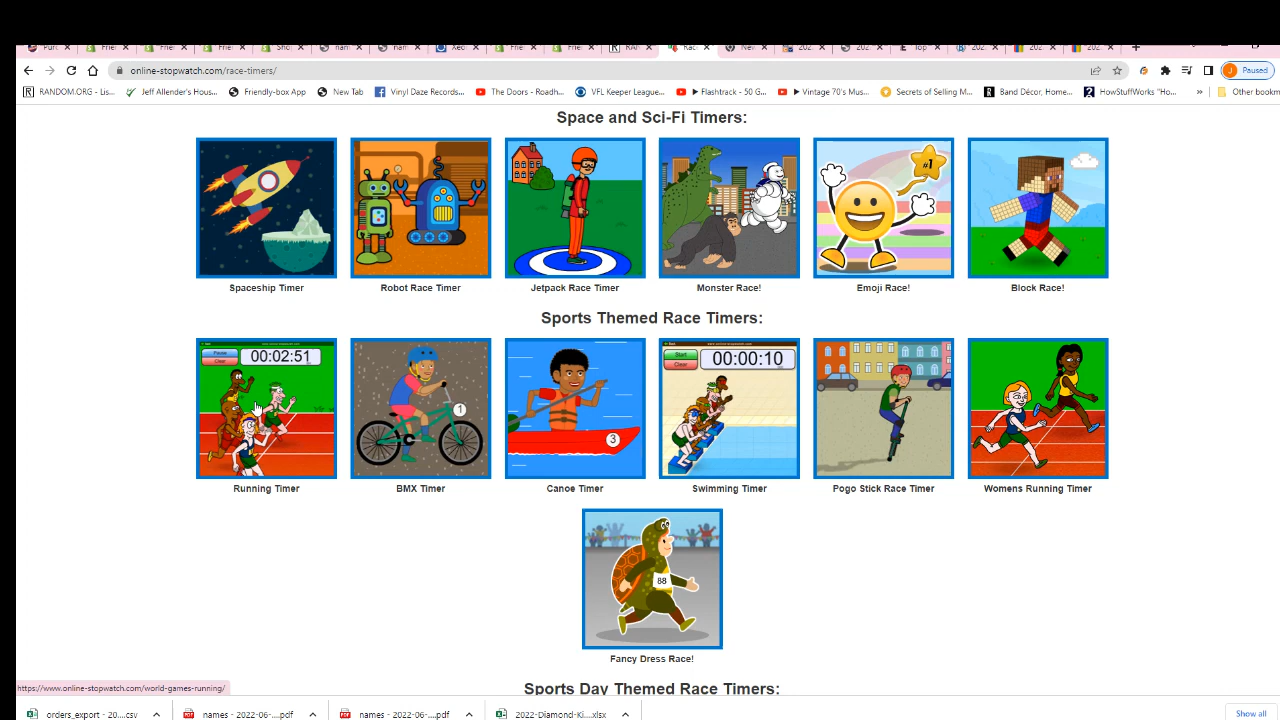 online-stopwatch.com/race-timers/
Paused
RANDOM.ORG - Lis...
Jeff Allender's Hous...
Friendly-box App
New Tab
Vinyl Daze Records...
The Doors - Roadh...
VFL Keeper League...
Flashtrack - 50 G...
Vintage 70's Mus...
Secrets of Selling M...
Band Décor, Home...
HowStuffWorks "Ho...
»
Other bookm
Space and Sci-Fi Timers:
#1
Spaceship Timer
Robot Race Timer
Jetpack Race Timer
Monster Race!
Emoji Race!
Block Race!
Sports Themed Race Timers:
Pause
Clear
00:02:51
1
3
Start
Clear
00:00:10
Running Timer
BMX Timer
Canoe Timer
Swimming Timer
Pogo Stick Race Timer
Womens Running Timer
88
Fancy Dress Race!
Sports Day Themed Race Timers:
https://www.online-stopwatch.com/world-games-running/
orders_export - 20....csv
names - 2022-06-....pdf
names - 2022-06-....pdf
2022-Diamond-Ki....xlsx
Show all